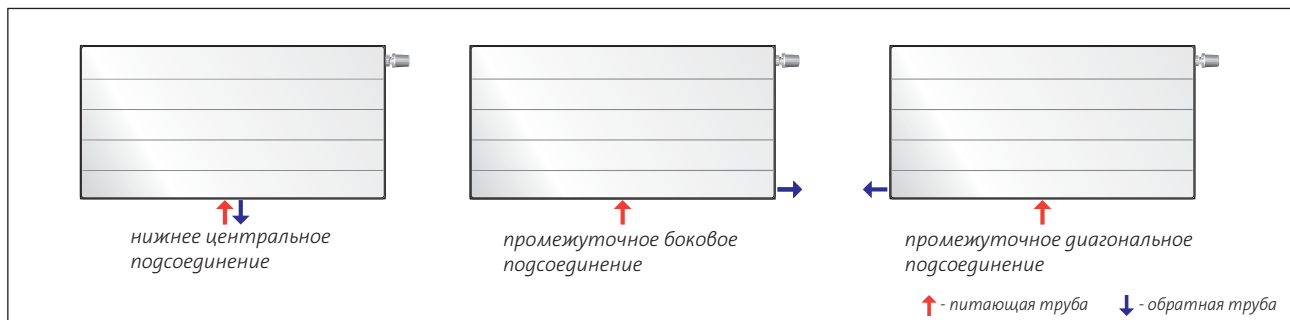 нижнее центральное
подсоединение
промежуточное боковое
подсоединение
промежуточное диагональное
подсоединение
- питающая труба
- обратная труба